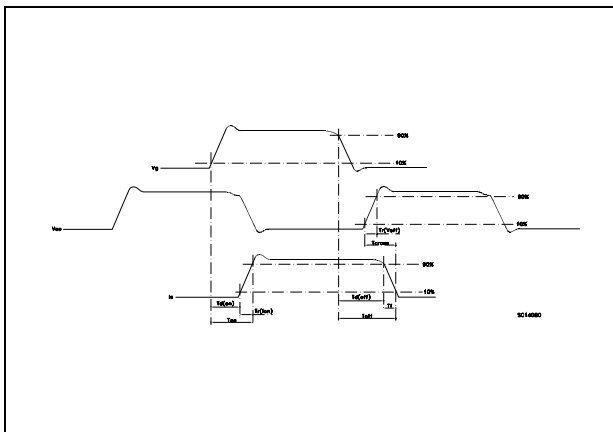 90%
10%
Vg
90%
Vce
10%
Tr(Voff)
Tcross
90%
Ic
10%
Td(on)
Tr(Ion)
Td(off)
Tf
Ton
Toff
SC14080